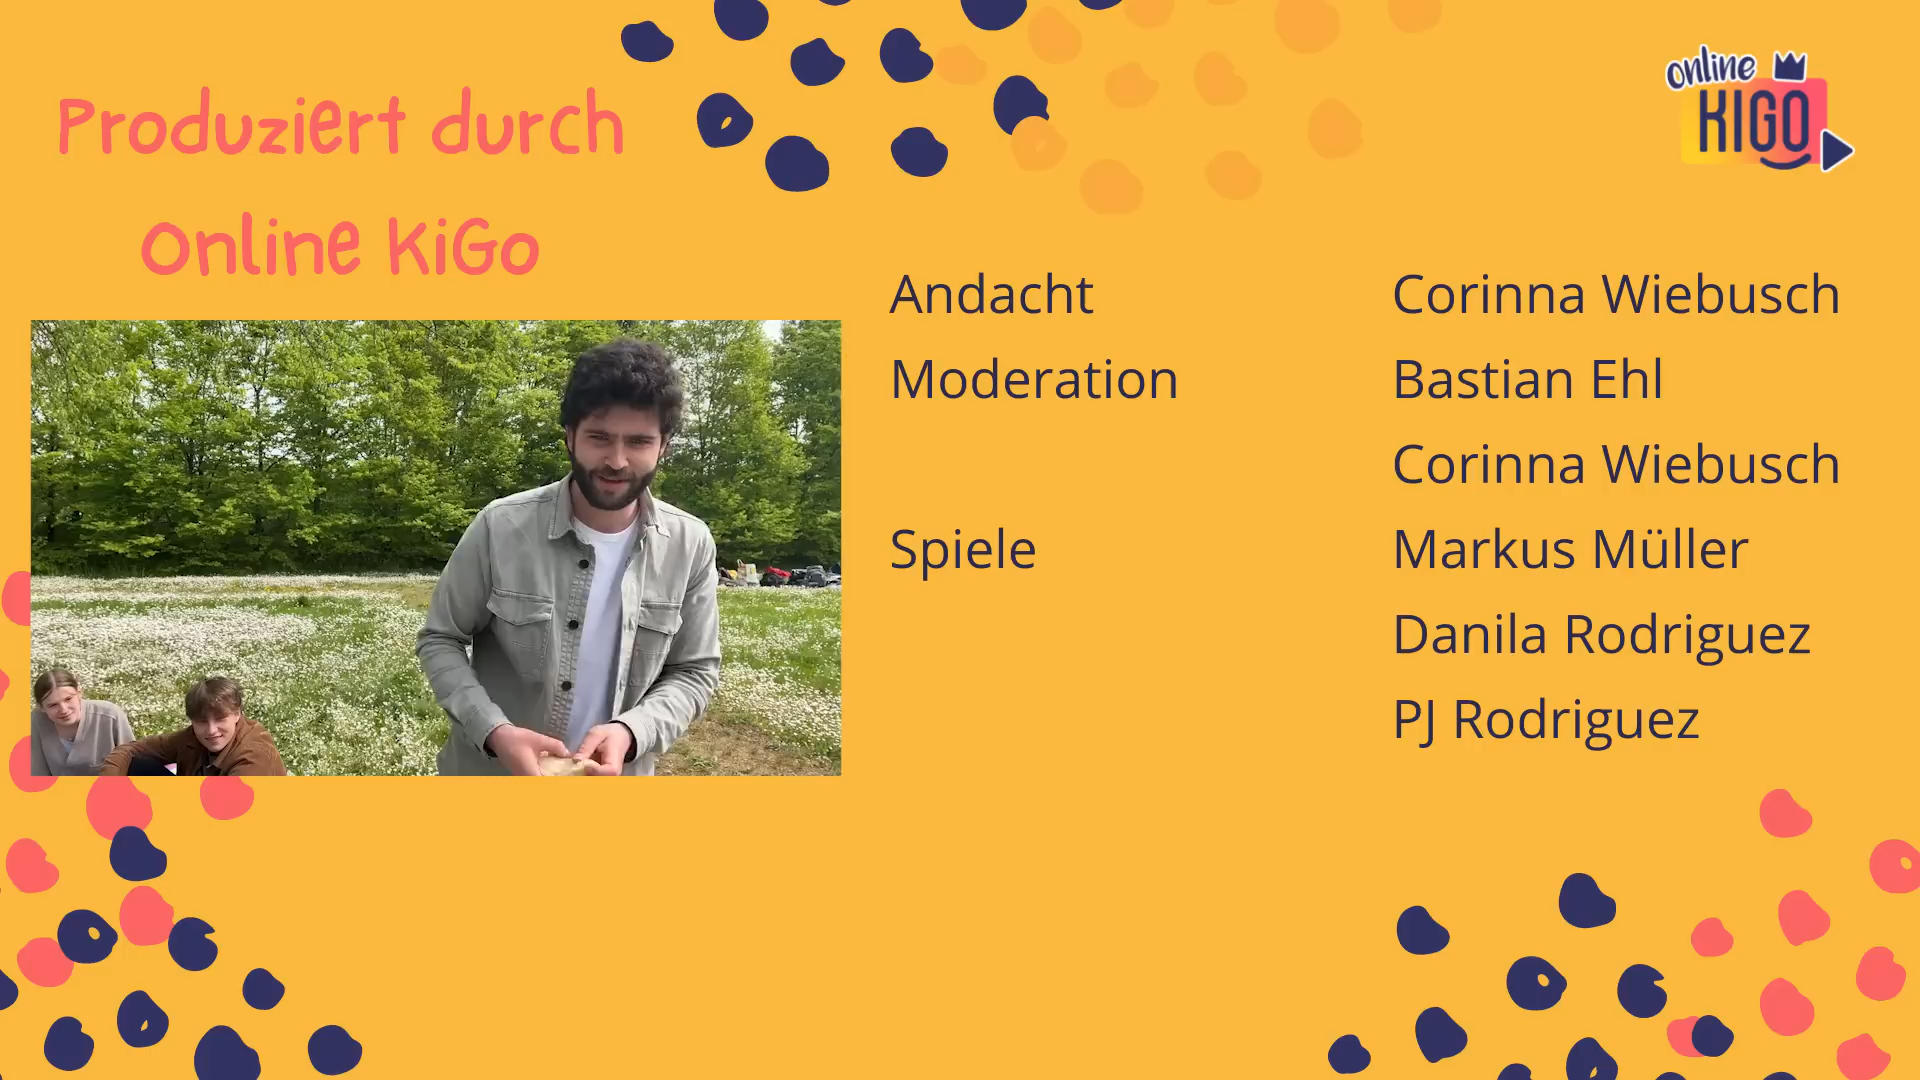 Produziert durch
Online KiGo
online
KIGO
Andacht Corinna Wiebusch
Moderation Bastian Ehl
Corinna Wiebusch
Spiele Markus Müller
Danila Rodriguez
PJ Rodriguez